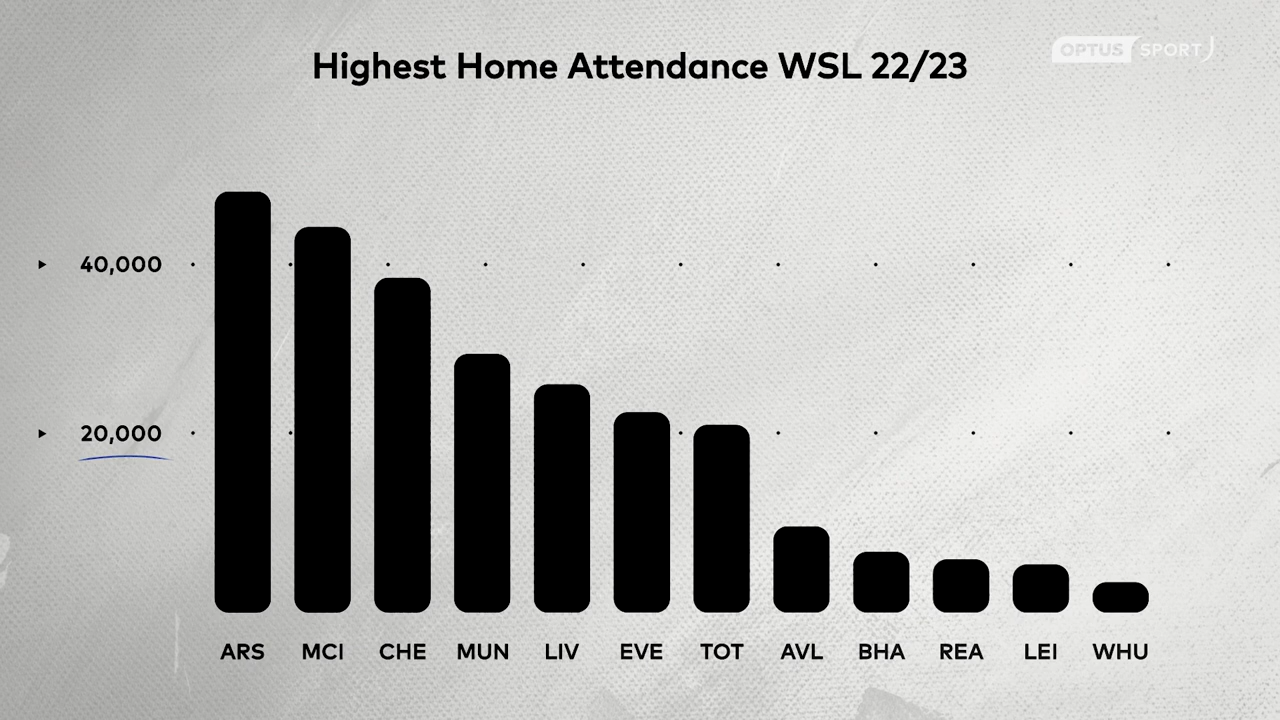 Highest Home Attendance WSL 22/23
OPTUS SPORT
40,000
20,000
ARS MCI CHE MUN LIV EVE TOT AVL BHA REA LEI WHU